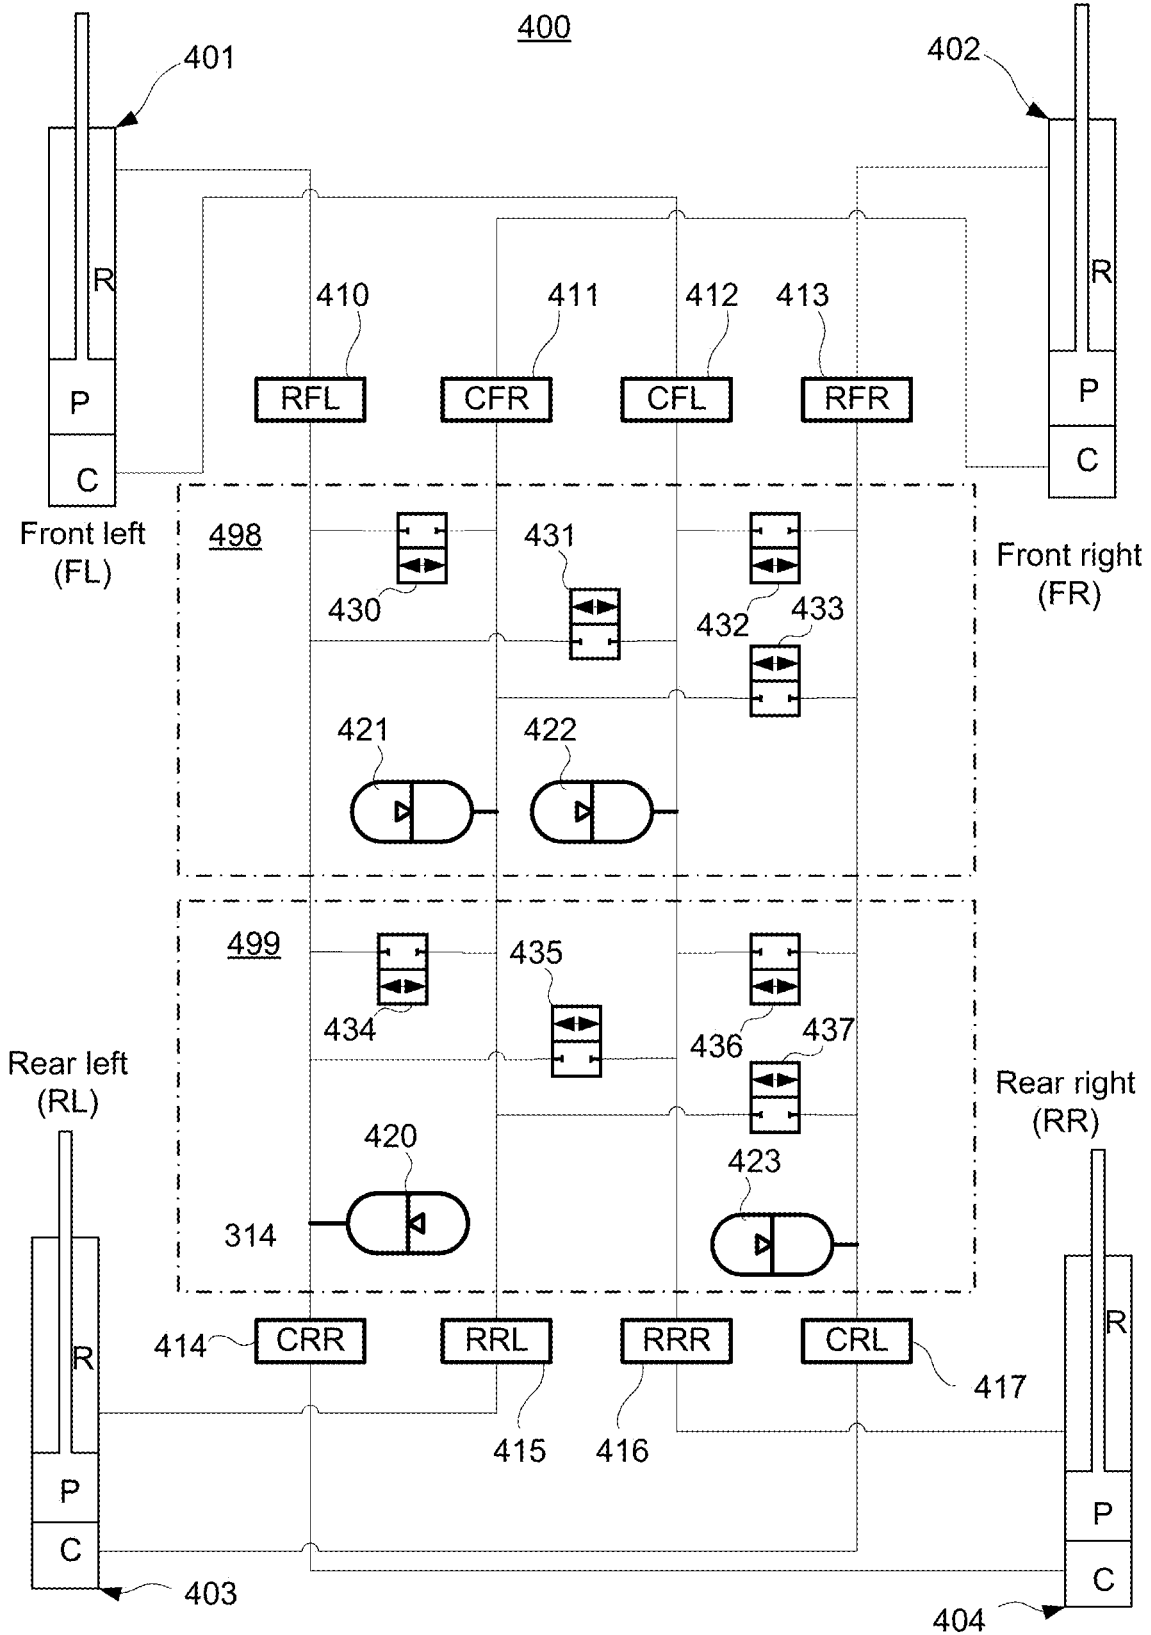 400
401
402
R
R
410
411
412
413
RFL
CFR
CFL
RFR
P
P
C
C
Front left
(FL)
Front right
(FR)
498
430
431
432
433
421
422
499
434
435
436
437
Rear left
(RL)
Rear right
(RR)
420
423
314
414
CRR
RRL
RRR
CRL
417
R
R
415
416
P
P
C
C
403
404